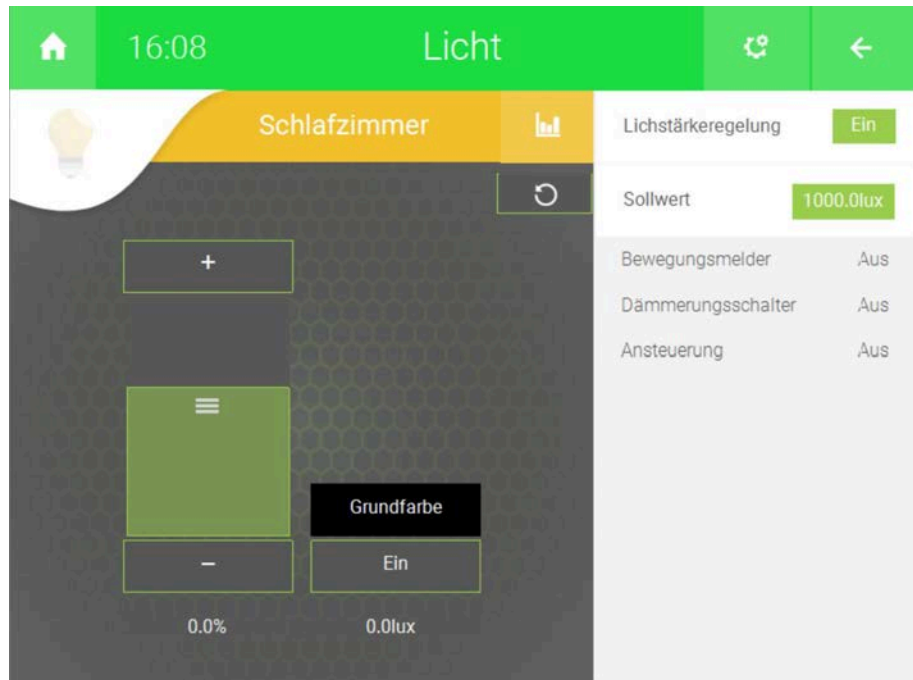 16:08
Licht
Schlafzimmer
Lichstärkeregelung
Ein
Sollwert
1000.0lux
Bewegungsmelder
Aus
Dämmerungsschalter
Aus
Ansteuerung
Aus
+
Grundfarbe
–
Ein
0.0%
0.0lux